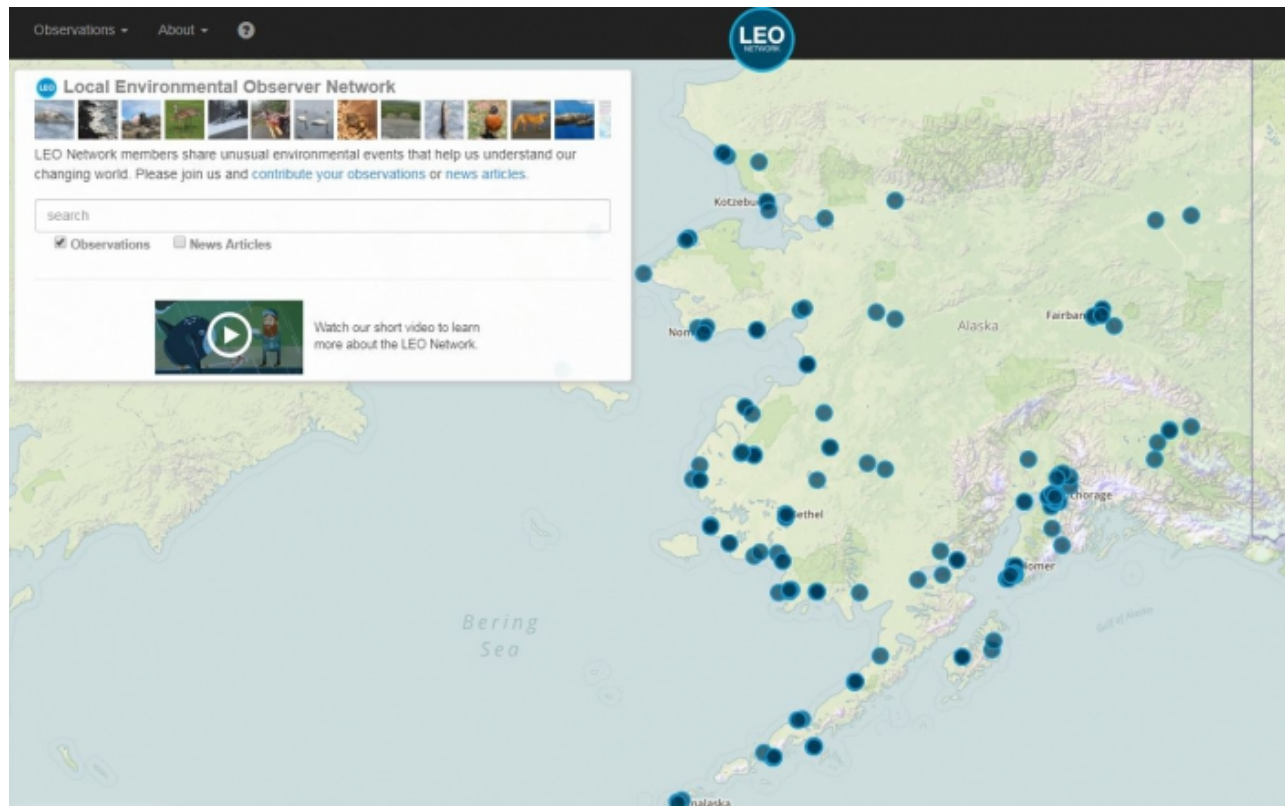 Observations
About
?
LEO
NETWORK
LEO
Local Environmental Observer Network
LEO Network members share unusual environmental events that help us understand our
changing world. Please join us and contribute your observations or news articles.
search
Observations
News Articles
Watch our short video to learn
more about the LEO Network.
Kotzebu
Nom
Alaska
Fairban
ethel
chorage
omer
Bering
Sea
Gulf of Alaska
nalaska